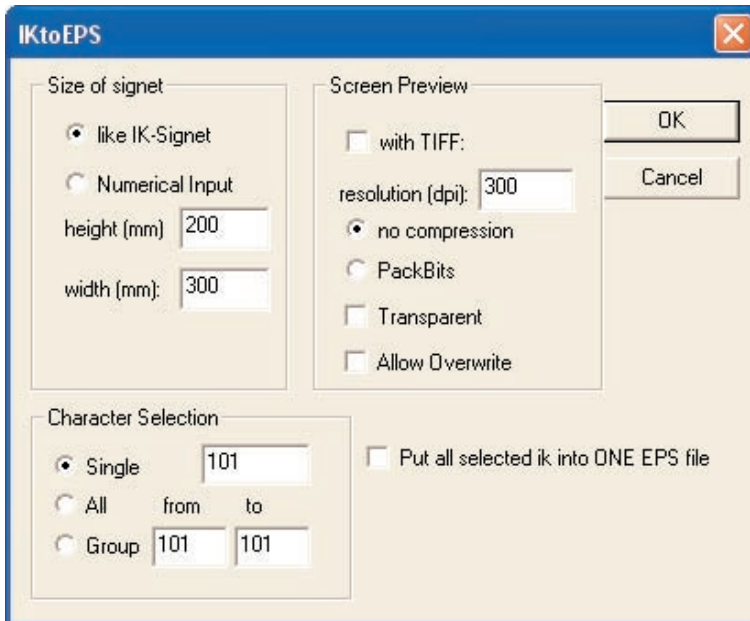 IKtoEPS
Size of signet
like IK-Signet
Numerical Input
height (mm) 200
width (mm): 300
Screen Preview
with TIFF:
resolution (dpi): 300
no compression
PackBits
Transparent
Allow Overwrite
OK
Cancel
Character Selection
Single 101
All from to
Group 101 101
Put all selected ik into ONE EPS file